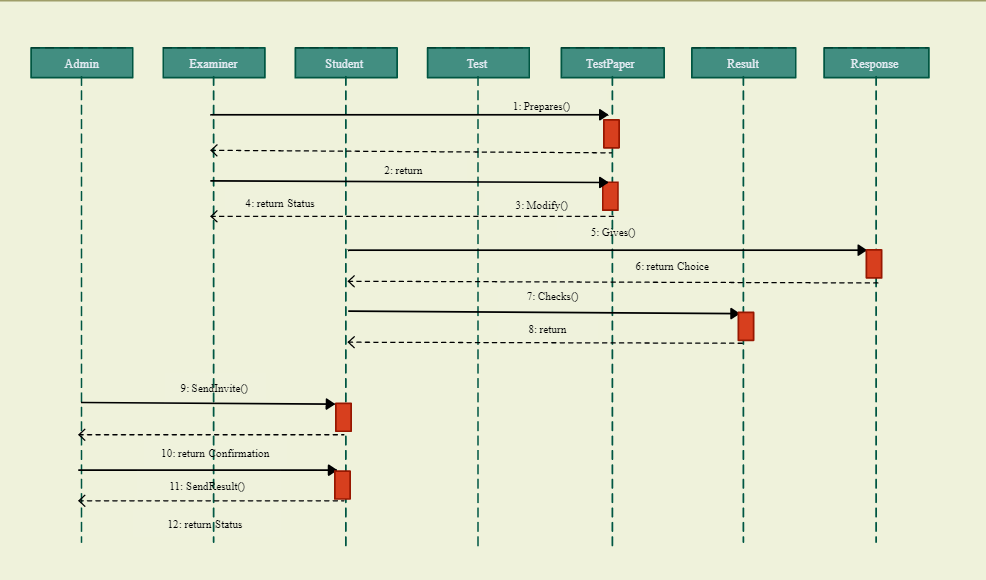 Admin
Examiner
Student
Test
TestPaper
Result
Response
1: Prepares()
2: return
4: return Status
3: Modify()
5: Gives()
6: return Choice
7: Checks()
8: return
9: SendInvite()
10: return Confirmation
11: SendResult()
12: return Status